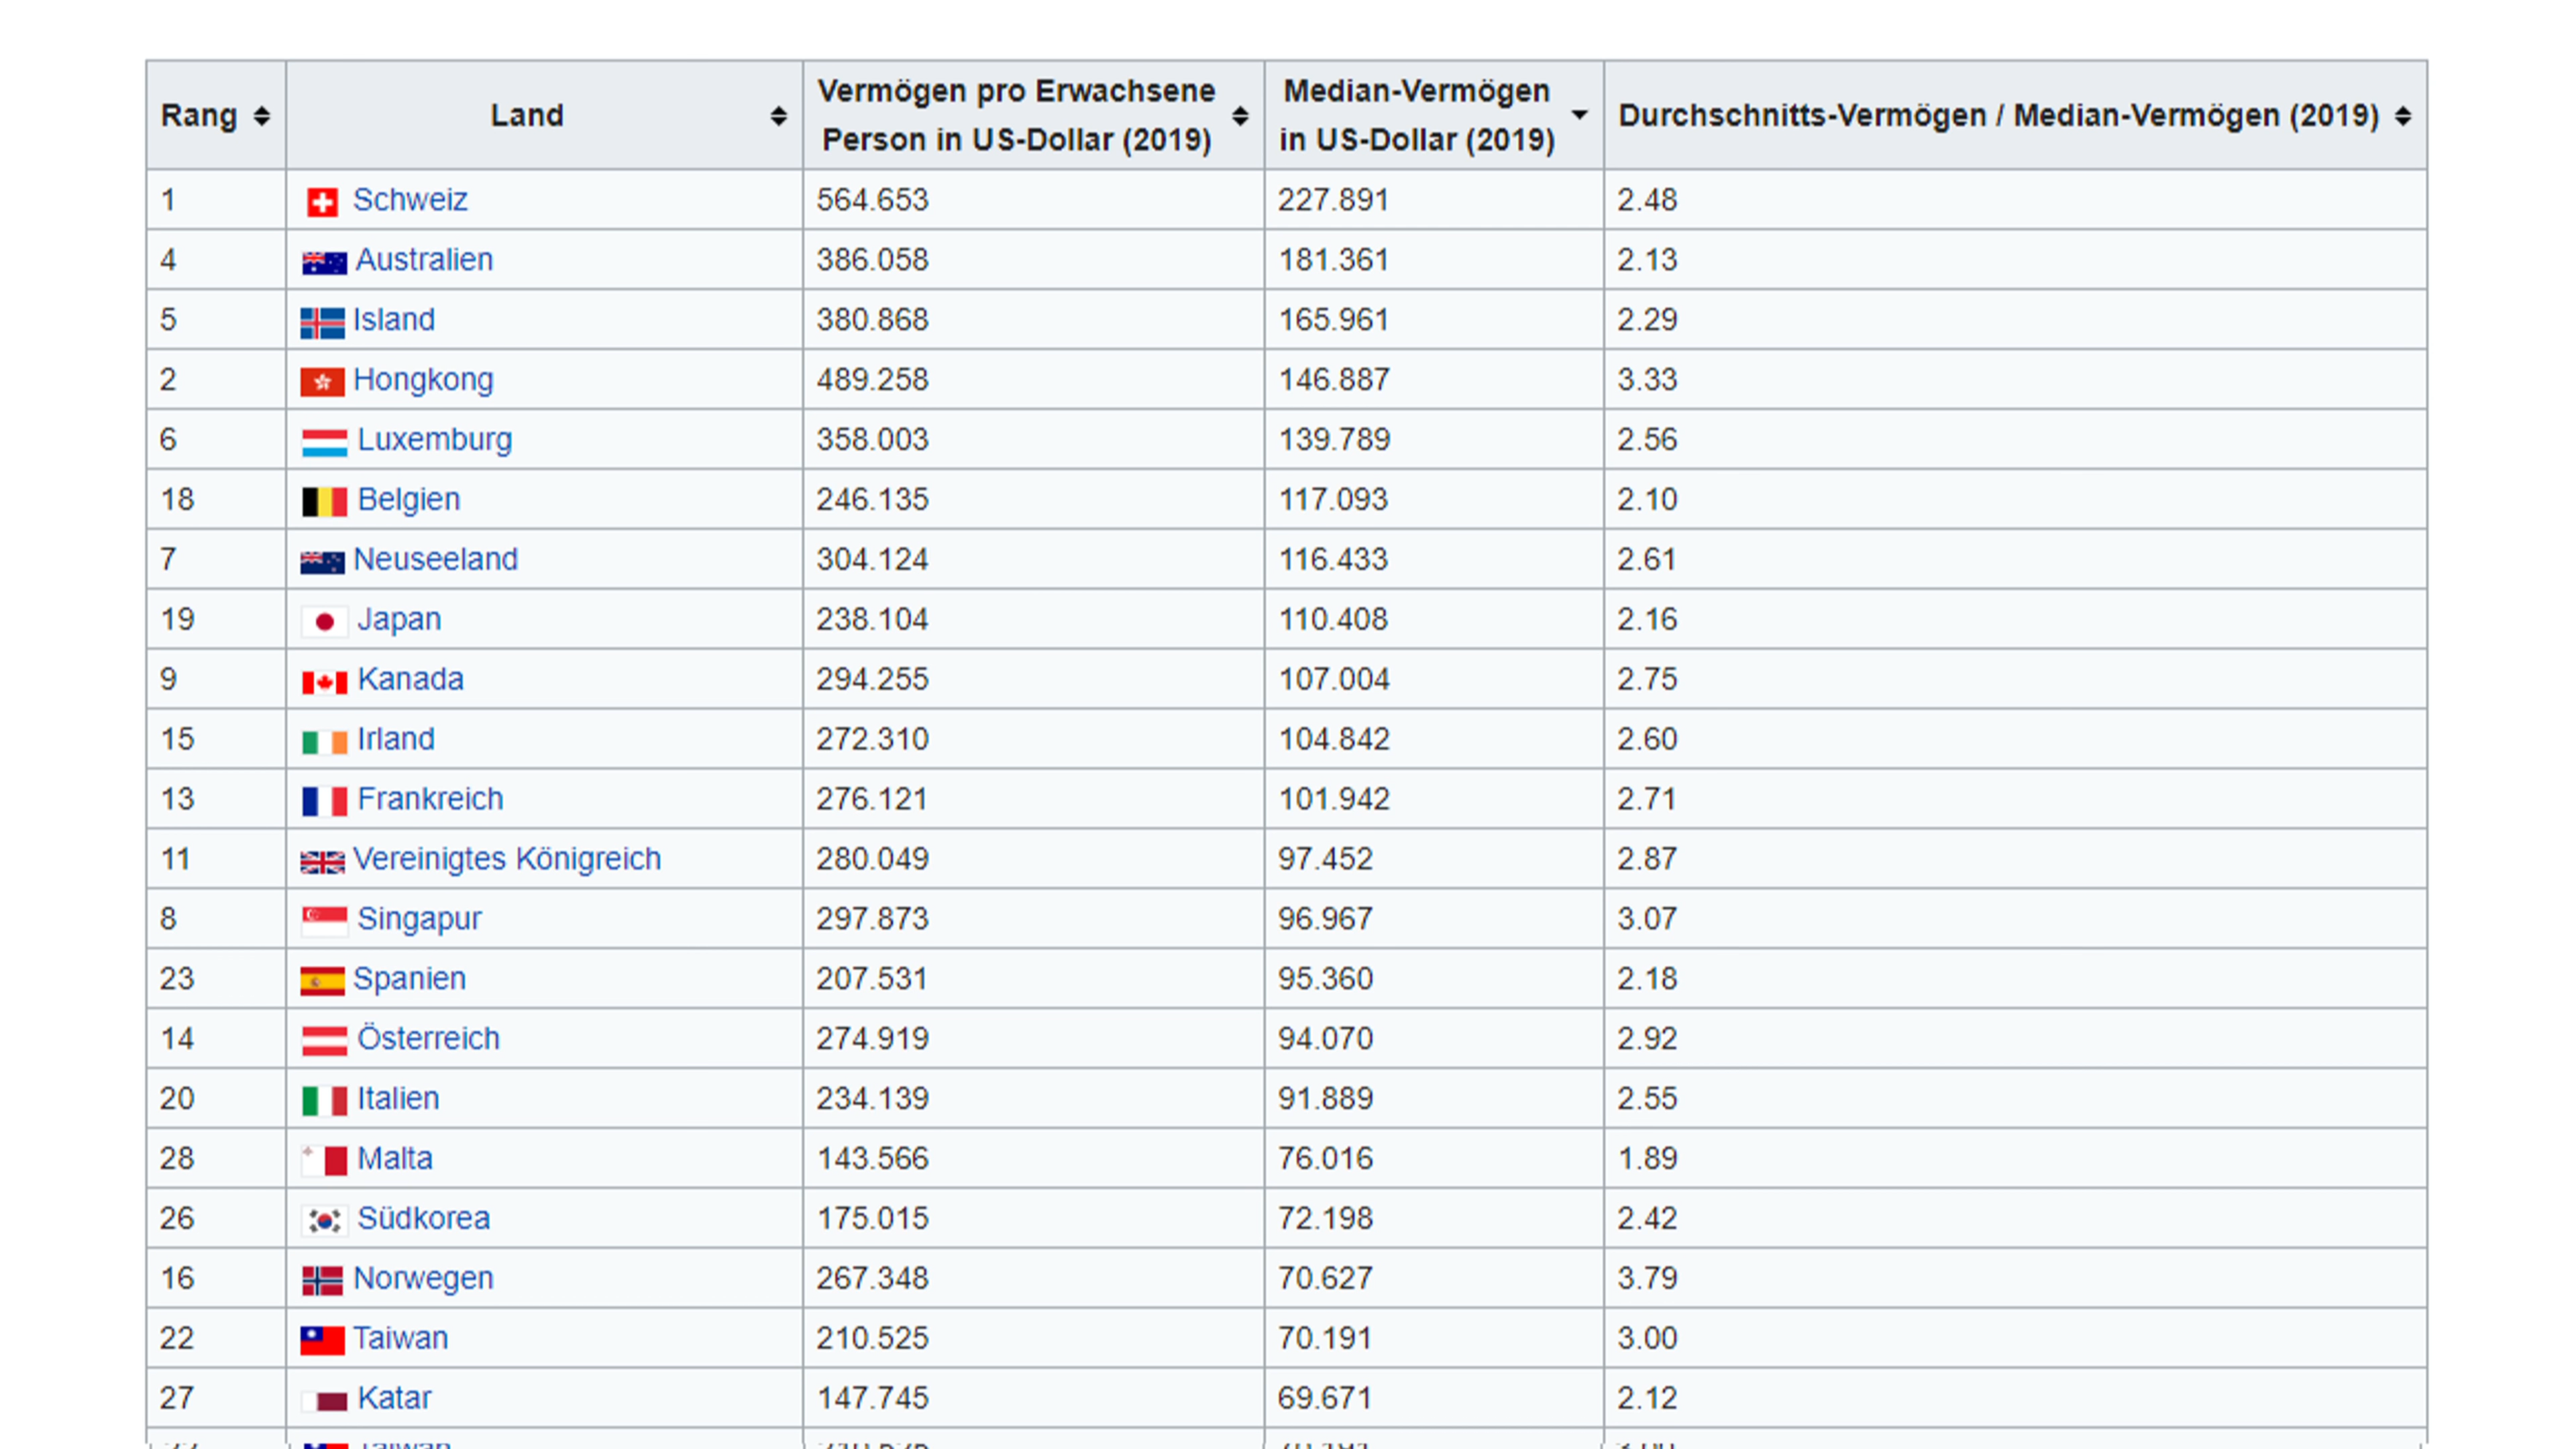 Rang Land Vermögen pro Erwachsene Person in US-Dollar (2019) Median-Vermögen in US-Dollar (2019) Durchschnitts-Vermögen / Median-Vermögen (2019)
1 Schweiz 564.653 227.891 2.48
4 Australien 386.058 181.361 2.13
5 Island 380.868 165.961 2.29
2 Hongkong 489.258 146.887 3.33
6 Luxemburg 358.003 139.789 2.56
18 Belgien 246.135 117.093 2.10
7 Neuseeland 304.124 116.433 2.61
19 Japan 238.104 110.408 2.16
9 Kanada 294.255 107.004 2.75
15 Irland 272.310 104.842 2.60
13 Frankreich 276.121 101.942 2.71
11 Vereinigtes Königreich 280.049 97.452 2.87
8 Singapur 297.873 96.967 3.07
23 Spanien 207.531 95.360 2.18
14 Österreich 274.919 94.070 2.92
20 Italien 234.139 91.889 2.55
28 Malta 143.566 76.016 1.89
26 Südkorea 175.015 72.198 2.42
16 Norwegen 267.348 70.627 3.79
22 Taiwan 210.525 70.191 3.00
27 Katar 147.745 69.671 2.12